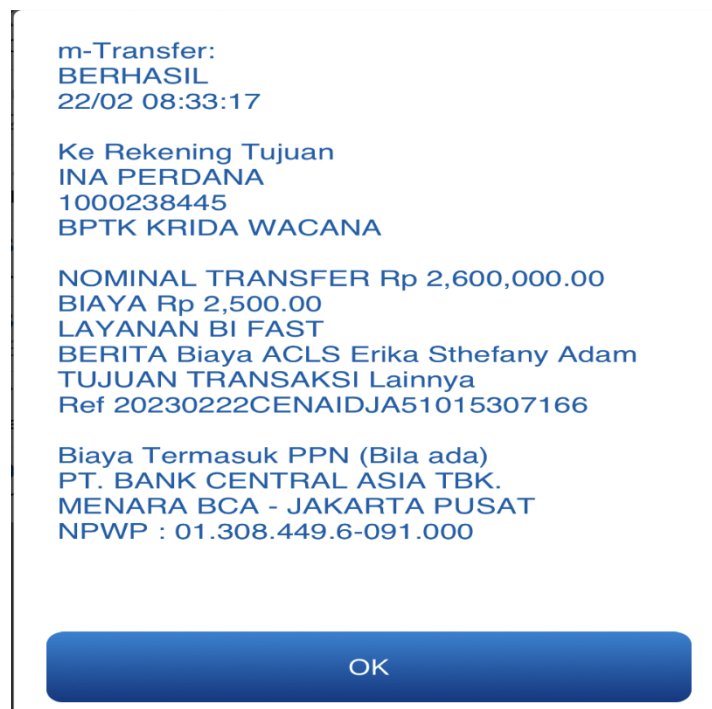 m-Transfer:
BERHASIL
22/02 08:33:17
Ke Rekening Tujuan
INA PERDANA
1000238445
BPTK KRIDA WACANA
NOMINAL TRANSFER Rp 2,600,000.00
BIAYA Rp 2,500.00
LAYANAN BI FAST
BERITA Biaya ACLS Erika Sthefany Adam
TUJUAN TRANSAKSI Lainnya
Ref 20230222CENAIDJA51015307166
Biaya Termasuk PPN (Bila ada)
PT. BANK CENTRAL ASIA TBK.
MENARA BCA - JAKARTA PUSAT
NPWP : 01.308.449.6-091.000
OK